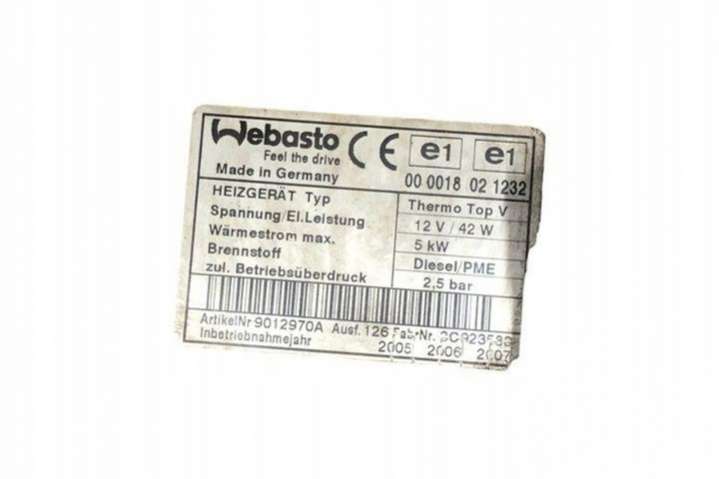 Webasto
Feel the drive
Made in Germany
e1 e1
00 0018 02 1232
HEIZGERÄT Typ Thermo Top V
Spannung/El.Leistung 12 V / 42 W
Wärmestrom max. 5 kW
Brennstoff Diesel/PME
zul. Betriebsüberdruck 2,5 bar
ArtikelNr 9012970A Ausf. 126 Fabr.Nr.
Inbetriebnahmejahr 2005 2006 2007